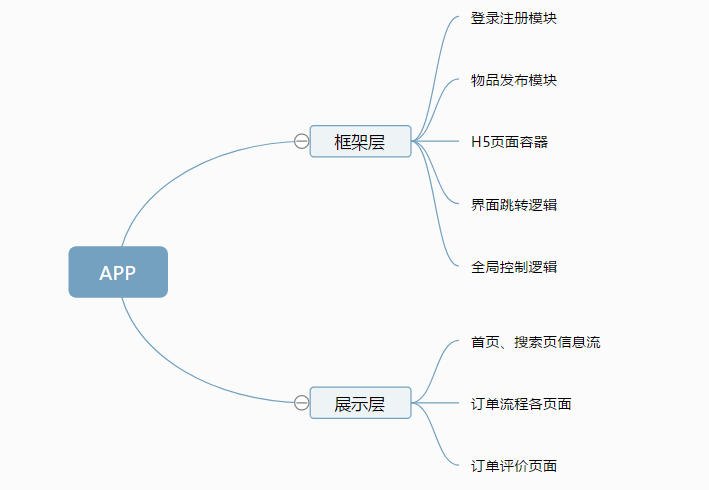 APP
框架层
登录注册模块
物品发布模块
H5页面容器
界面跳转逻辑
全局控制逻辑
展示层
首页、搜索页信息流
订单流程各页面
订单评价页面